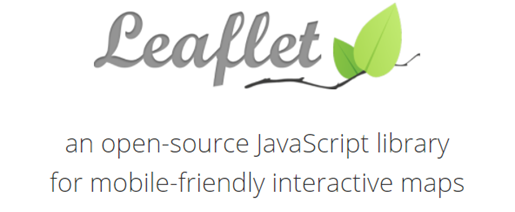 Leaflet
an open-source JavaScript library
for mobile-friendly interactive maps